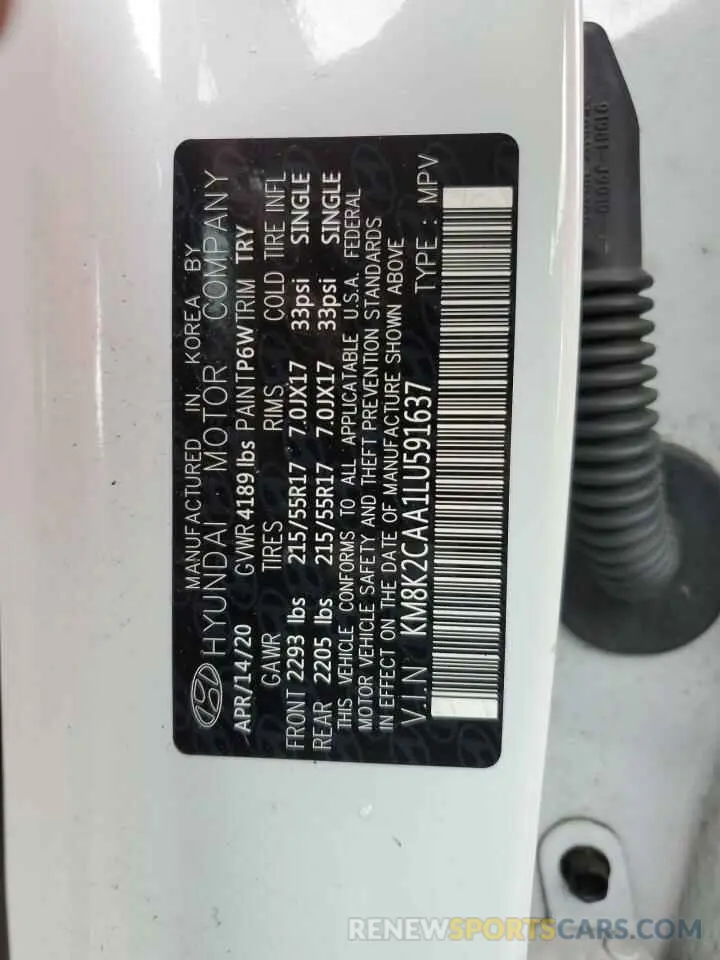 MANUFACTURED IN KOREA BY
HYUNDAI MOTOR COMPANY
APR/14/20 GVWR 4189 lbs PAINT P6W TRIM TRY
GAWR TIRES RIMS COLD TIRE INFL
FRONT 2293 lbs 215/55R17 7.0JX17 33psi SINGLE
REAR 2205 lbs 215/55R17 7.0JX17 33psi SINGLE
THIS VEHICLE CONFORMS TO ALL APPLICATABLE U.S.A. FEDERAL
MOTOR VEHICLE SAFETY AND THEFT PREVENTION STANDARDS
IN EFFECT ON THE DATE OF MANUFACTURE SHOWN ABOVE
V.I.N KM8K2CAA1LU591637 TYPE : MPV
RENEWSPORTSCARS.COM